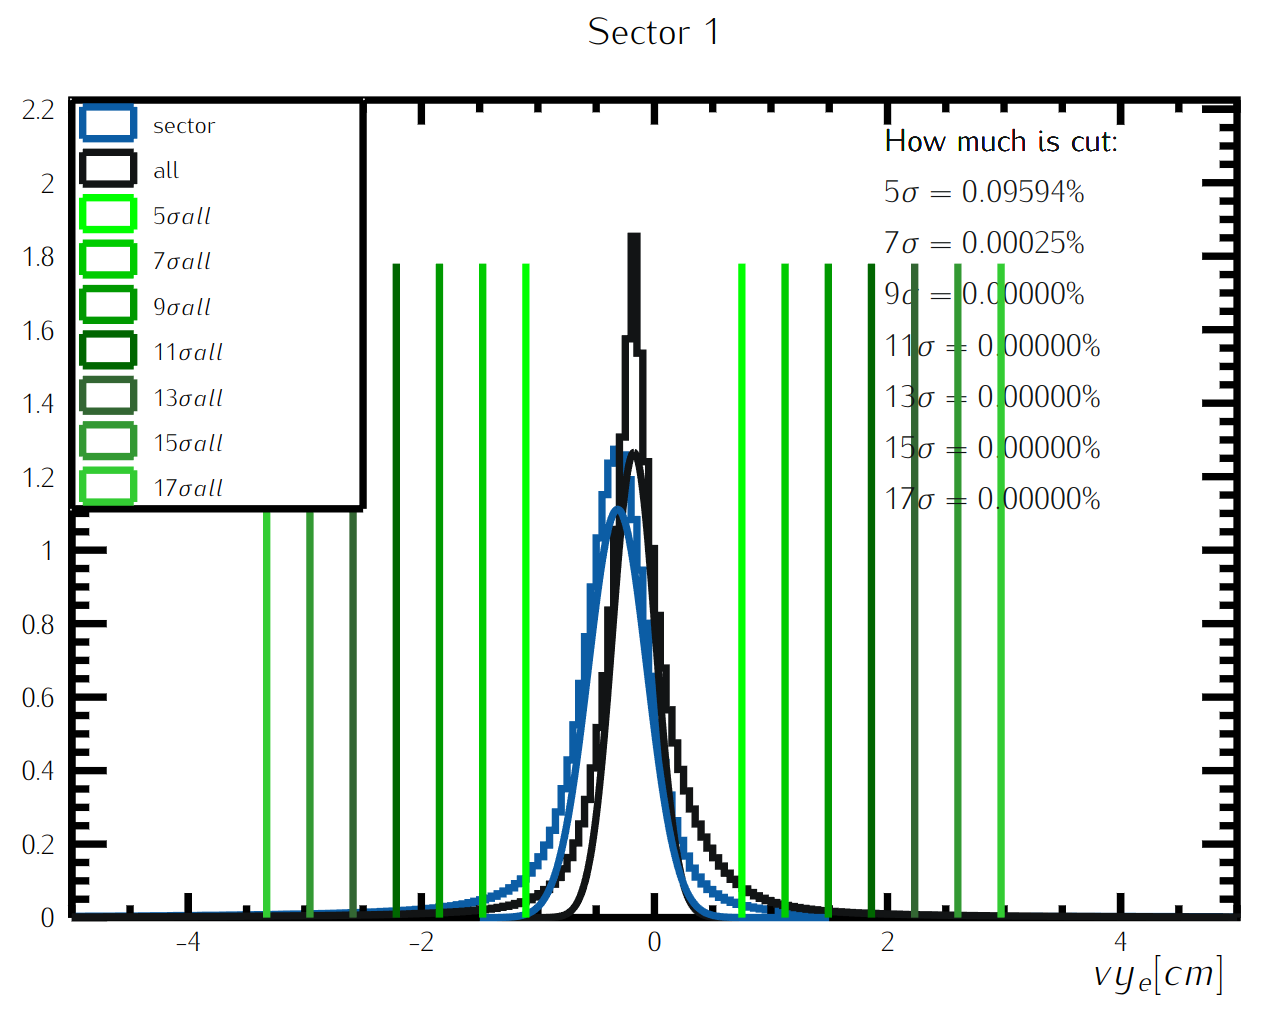 Sector 1
sector
all
5σall
7σall
9σall
11σall
13σall
15σall
17σall
How much is cut:
5σ = 0.09594%
7σ = 0.00025%
9σ = 0.00000%
11σ = 0.00000%
13σ = 0.00000%
15σ = 0.00000%
17σ = 0.00000%
2.2
2
1.8
1.6
1.4
1.2
1
0.8
0.6
0.4
0.2
0
-4 -2 0 2 4
vyₑ[cm]